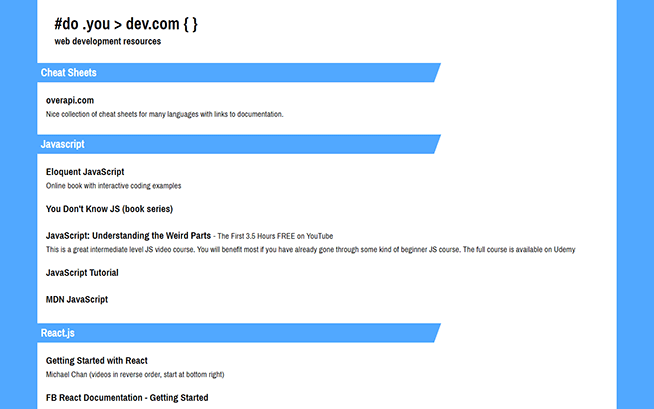 #do .you > dev.com { }
web development resources
Cheat Sheets
overapi.com
Nice collection of cheat sheets for many languages with links to documentation.
Javascript
Eloquent JavaScript
Online book with interactive coding examples
You Don't Know JS (book series)
JavaScript: Understanding the Weird Parts - The First 3.5 Hours FREE on YouTube
This is a great intermediate level JS video course. You will benefit most if you have already gone through some kind of beginner JS course. The full course is available on Udemy
JavaScript Tutorial
MDN JavaScript
React.js
Getting Started with React
Michael Chan (videos in reverse order, start at bottom right)
FB React Documentation - Getting Started